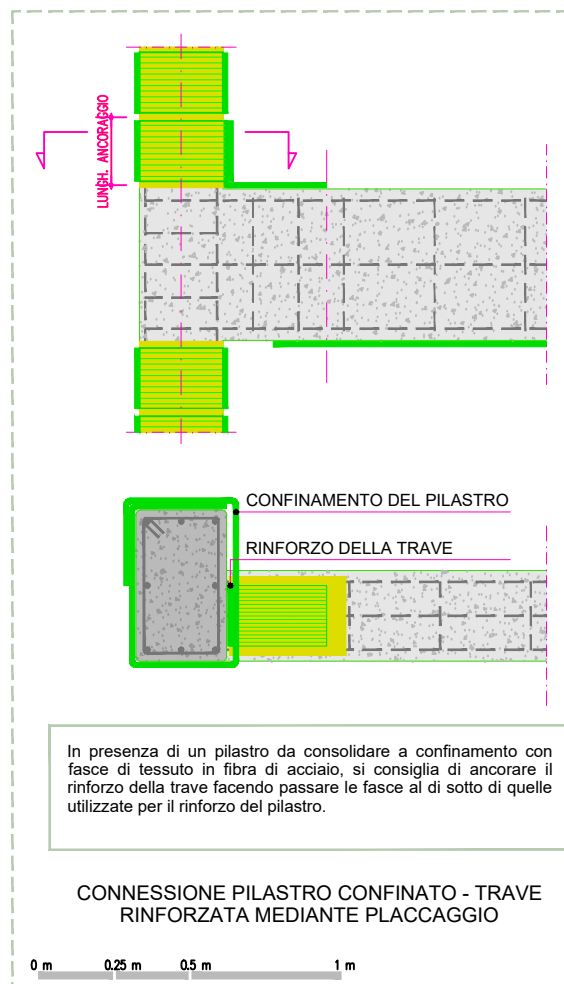 LUNGH. ANCORAGGIO
CONFINAMENTO DEL PILASTRO
RINFORZO DELLA TRAVE
In presenza di un pilastro da consolidare a confinamento con
fasce di tessuto in fibra di acciaio, si consiglia di ancorare il
rinforzo della trave facendo passare le fasce al di sotto di quelle
utilizzate per il rinforzo del pilastro.
CONNESSIONE PILASTRO CONFINATO - TRAVE
RINFORZATA MEDIANTE PLACCAGGIO
0 m 0.25 m 0.5 m 1 m